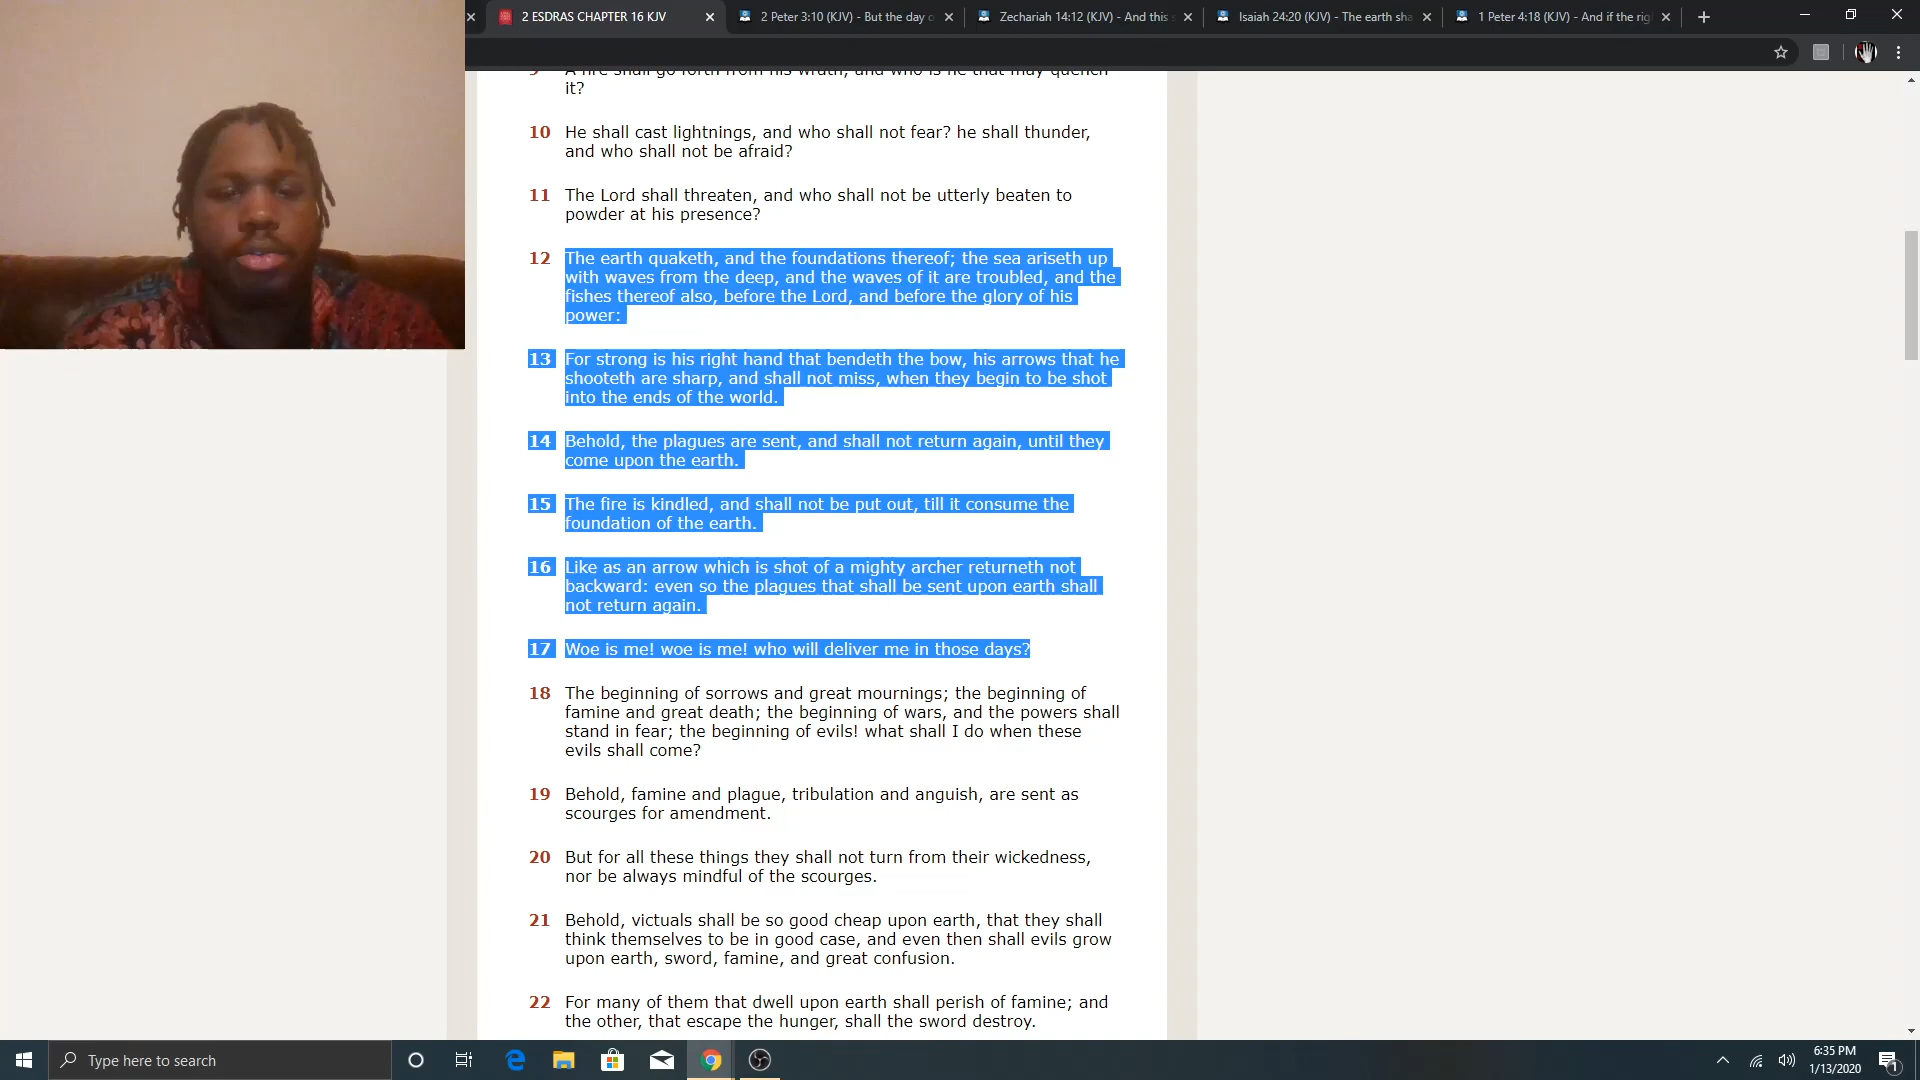 2 ESDRAS CHAPTER 16 KJV
2 Peter 3:10 (KJV) - But the day o
Zechariah 14:12 (KJV) - And this s
Isaiah 24:20 (KJV) - The earth sha
1 Peter 4:18 (KJV) - And if the rig
9 A fire shall go forth from his wrath, and who is he that may quench
it?
10 He shall cast lightnings, and who shall not fear? he shall thunder,
and who shall not be afraid?
11 The Lord shall threaten, and who shall not be utterly beaten to
powder at his presence?
12 The earth quaketh, and the foundations thereof; the sea ariseth up
with waves from the deep, and the waves of it are troubled, and the
fishes thereof also, before the Lord, and before the glory of his
power:
13 For strong is his right hand that bendeth the bow, his arrows that he
shooteth are sharp, and shall not miss, when they begin to be shot
into the ends of the world.
14 Behold, the plagues are sent, and shall not return again, until they
come upon the earth.
15 The fire is kindled, and shall not be put out, till it consume the
foundation of the earth.
16 Like as an arrow which is shot of a mighty archer returneth not
backward: even so the plagues that shall be sent upon earth shall
not return again.
17 Woe is me! woe is me! who will deliver me in those days?
18 The beginning of sorrows and great mournings; the beginning of
famine and great death; the beginning of wars, and the powers shall
stand in fear; the beginning of evils! what shall I do when these
evils shall come?
19 Behold, famine and plague, tribulation and anguish, are sent as
scourges for amendment.
20 But for all these things they shall not turn from their wickedness,
nor be always mindful of the scourges.
21 Behold, victuals shall be so good cheap upon earth, that they shall
think themselves to be in good case, and even then shall evils grow
upon earth, sword, famine, and great confusion.
22 For many of them that dwell upon earth shall perish of famine; and
the other, that escape the hunger, shall the sword destroy.
Type here to search
6:35 PM
1/13/2020
1